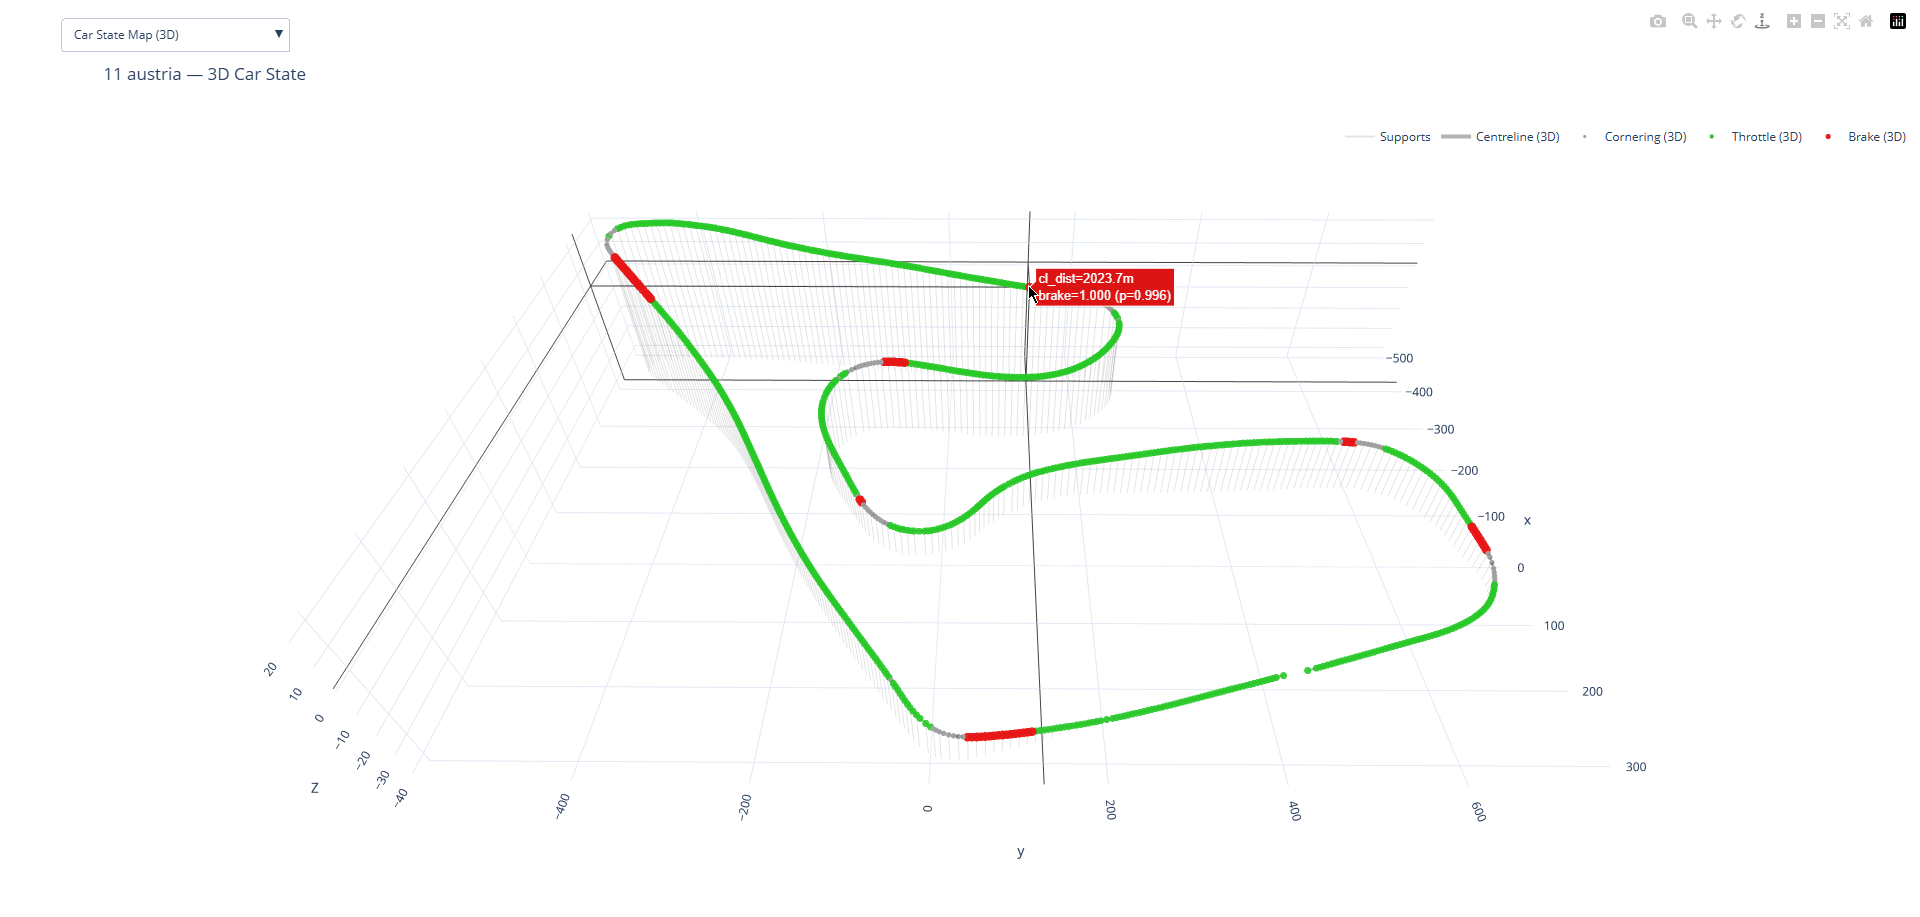 Car State Map (3D)
11 austria — 3D Car State
Supports
Centreline (3D)
Cornering (3D)
Throttle (3D)
Brake (3D)
cl_dist=2023.7m
brake=1.000 (p=0.996)
−500
−400
−300
−200
−100
x
0
100
200
300
20
10
0
−10
−20
−30
−40
z
−400
−200
0
200
400
600
y